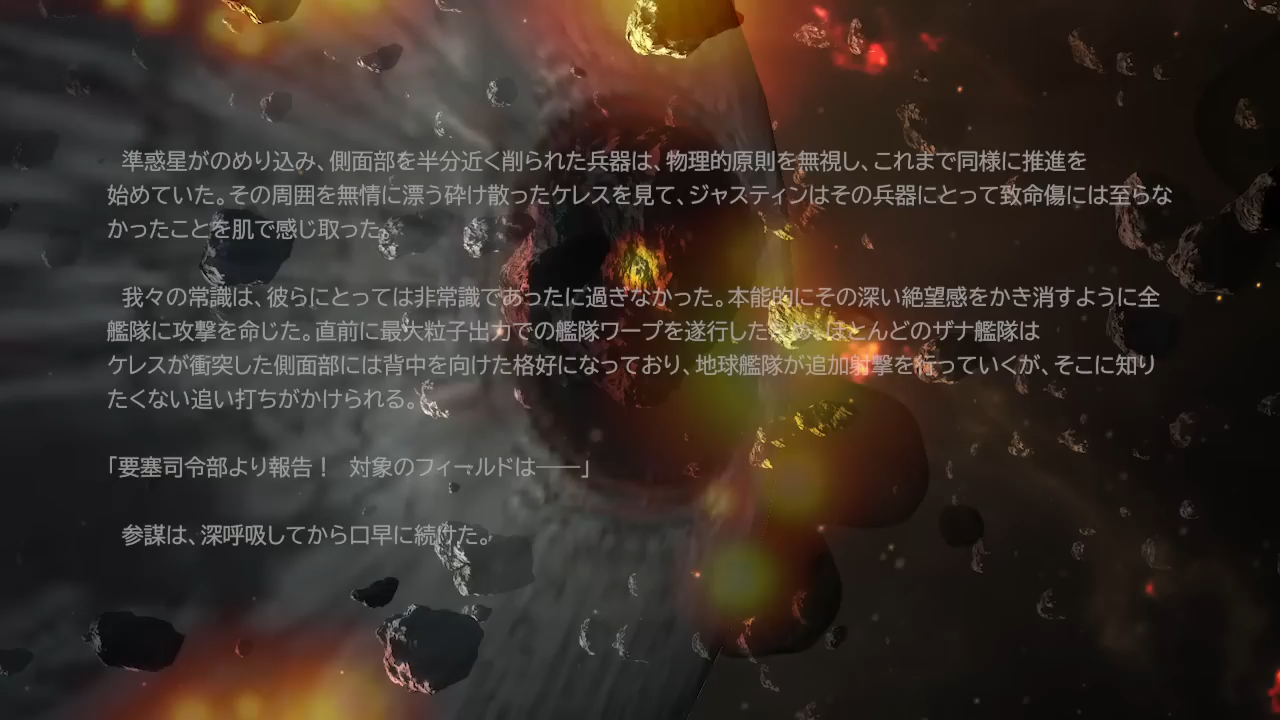 準惑星がのめり込み、側面部を半分近く削られた兵器は、物理的原則を無視し、これまで同様に推進を
始めていた。その周囲を無情に漂う砕け散ったケレスを見て、ジャスティンはその兵器にとって致命傷には至らな
かったことを肌で感じ取った。
我々の常識は、彼らにとっては非常識であったに過ぎなかった。本能的にその深い絶望感をかき消すように全
艦隊に攻撃を命じた。直前に最大粒子出力での艦隊ワープを遂行したため、ほとんどのザナ艦隊は
ケレスが衝突した側面部には背中を向けた格好になっており、地球艦隊が追加射撃を行っていくが、そこに知り
たくない追い打ちがかけられる。
「要塞司令部より報告！　対象のフィールドは――」
参謀は、深呼吸してから口早に続けた。